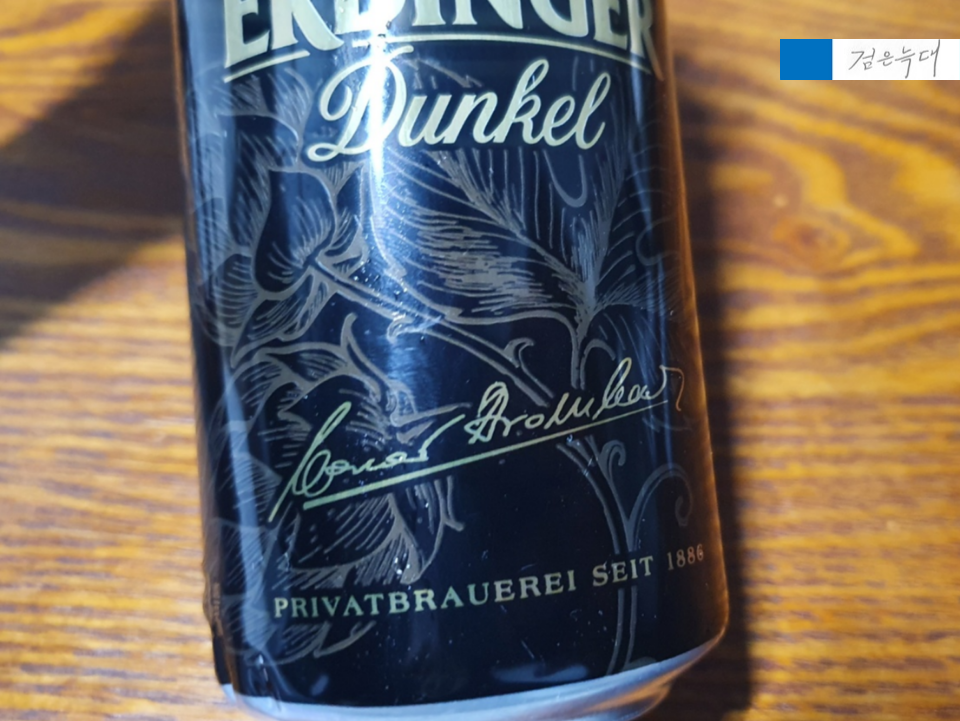 ERDINGER
검은늑대
Dunkel
PRIVATBRAUEREI SEIT 1886